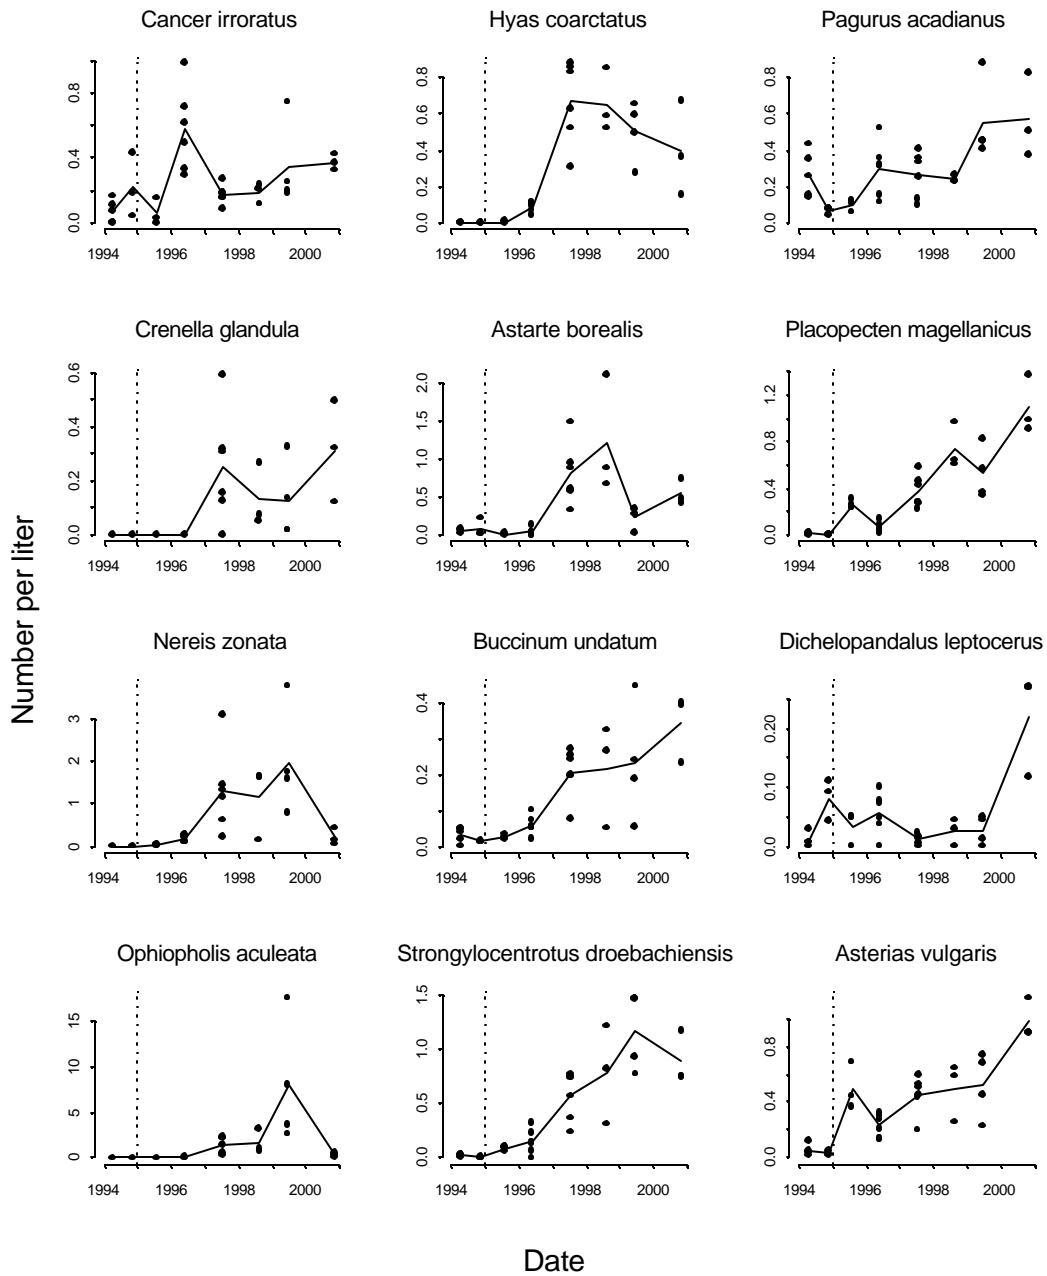 Cancer irroratus
Hyas coarctatus
Pagurus acadianus
0.0 0.4 0.8
1994 1996 1998 2000
0.0 0.2 0.4 0.6 0.8
1994 1996 1998 2000
0.0 0.2 0.4 0.6 0.8
1994 1996 1998 2000
Crenella glandula
Astarte borealis
Placopecten magellanicus
0.0 0.2 0.4 0.6
1994 1996 1998 2000
0.0 0.5 1.0 1.5 2.0
1994 1996 1998 2000
0.0 0.4 0.8 1.2
1994 1996 1998 2000
Number per liter
Nereis zonata
Buccinum undatum
Dichelopandalus leptocerus
0 1 2 3
1994 1996 1998 2000
0.0 0.2 0.4
1994 1996 1998 2000
0.0 0.10 0.20
1994 1996 1998 2000
Ophiopholis aculeata
Strongylocentrotus droebachiensis
Asterias vulgaris
0 5 10 15
1994 1996 1998 2000
0.0 0.5 1.0 1.5
1994 1996 1998 2000
0.0 0.4 0.8
1994 1996 1998 2000
Date